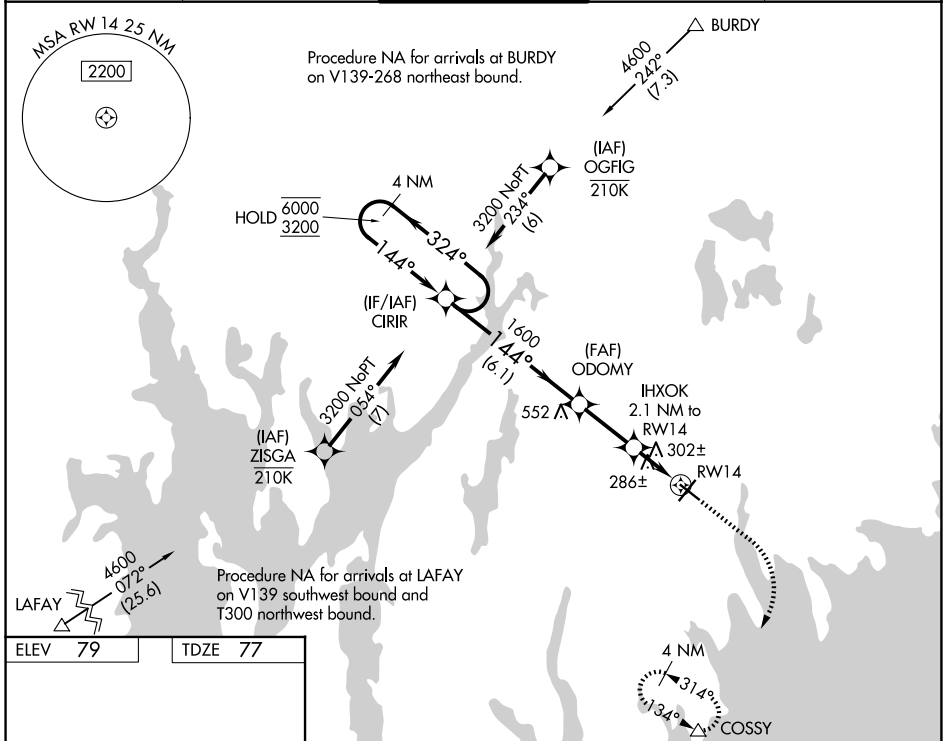 MSA RW 14 25 NM
2200
Procedure NA for arrivals at BURDY
on V139-268 northeast bound.
BURDY
4600
242°
(7.3)
(IAF)
OGFIG
210K
3200 NoPT
234°
(6)
4 NM
HOLD
6000
3200
324°
144°
(IF/IAF)
CIRIR
1600
144°
(6.1)
(FAF)
ODOMY
552
IHXOK
2.1 NM to
RW14
302±
286±
RW14
3200 NoPT
054°
(7)
(IAF)
ZISGA
210K
4600
072°
(25.6)
LAFAY
Procedure NA for arrivals at LAFAY
on V139 southwest bound and
T300 northwest bound.
ELEV 79
TDZE 77
4 NM
314°
134°
COSSY